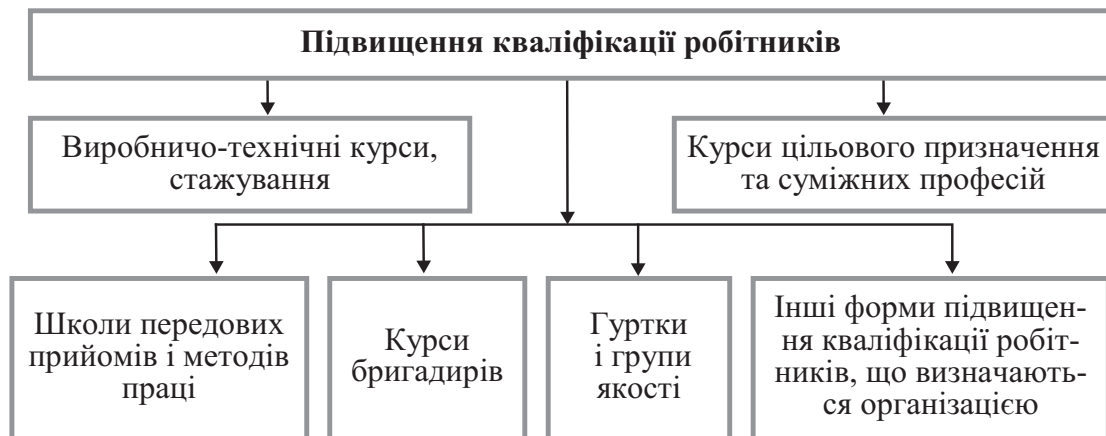 Підвищення кваліфікації робітників
Виробничо-технічні курси,
стажування
Курси цільового призначення
та суміжних професій
Школи передових
прийомів і методів
праці
Курси
бригадирів
Гуртки
і групи
якості
Інші форми підвищен-
ня кваліфікації робіт-
ників, що визначають-
ся організацією